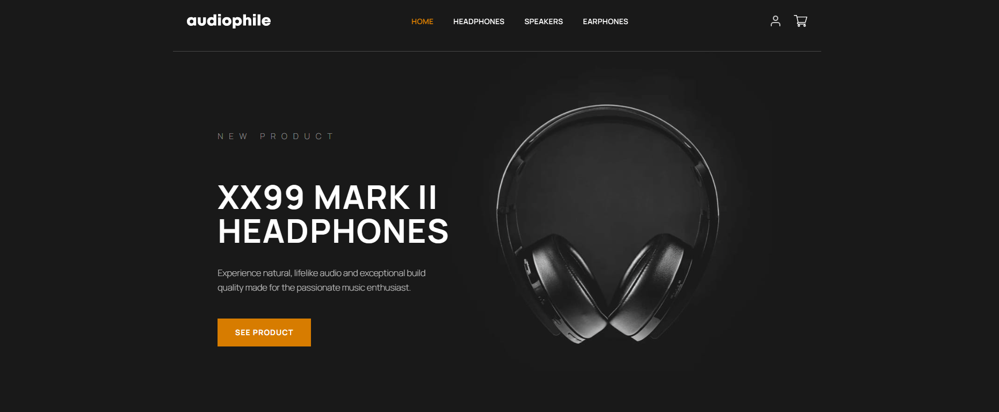 audiophile
HOME HEADPHONES SPEAKERS EARPHONES
NEW PRODUCT
XX99 MARK II
HEADPHONES
Experience natural, lifelike audio and exceptional build
quality made for the passionate music enthusiast.
SEE PRODUCT